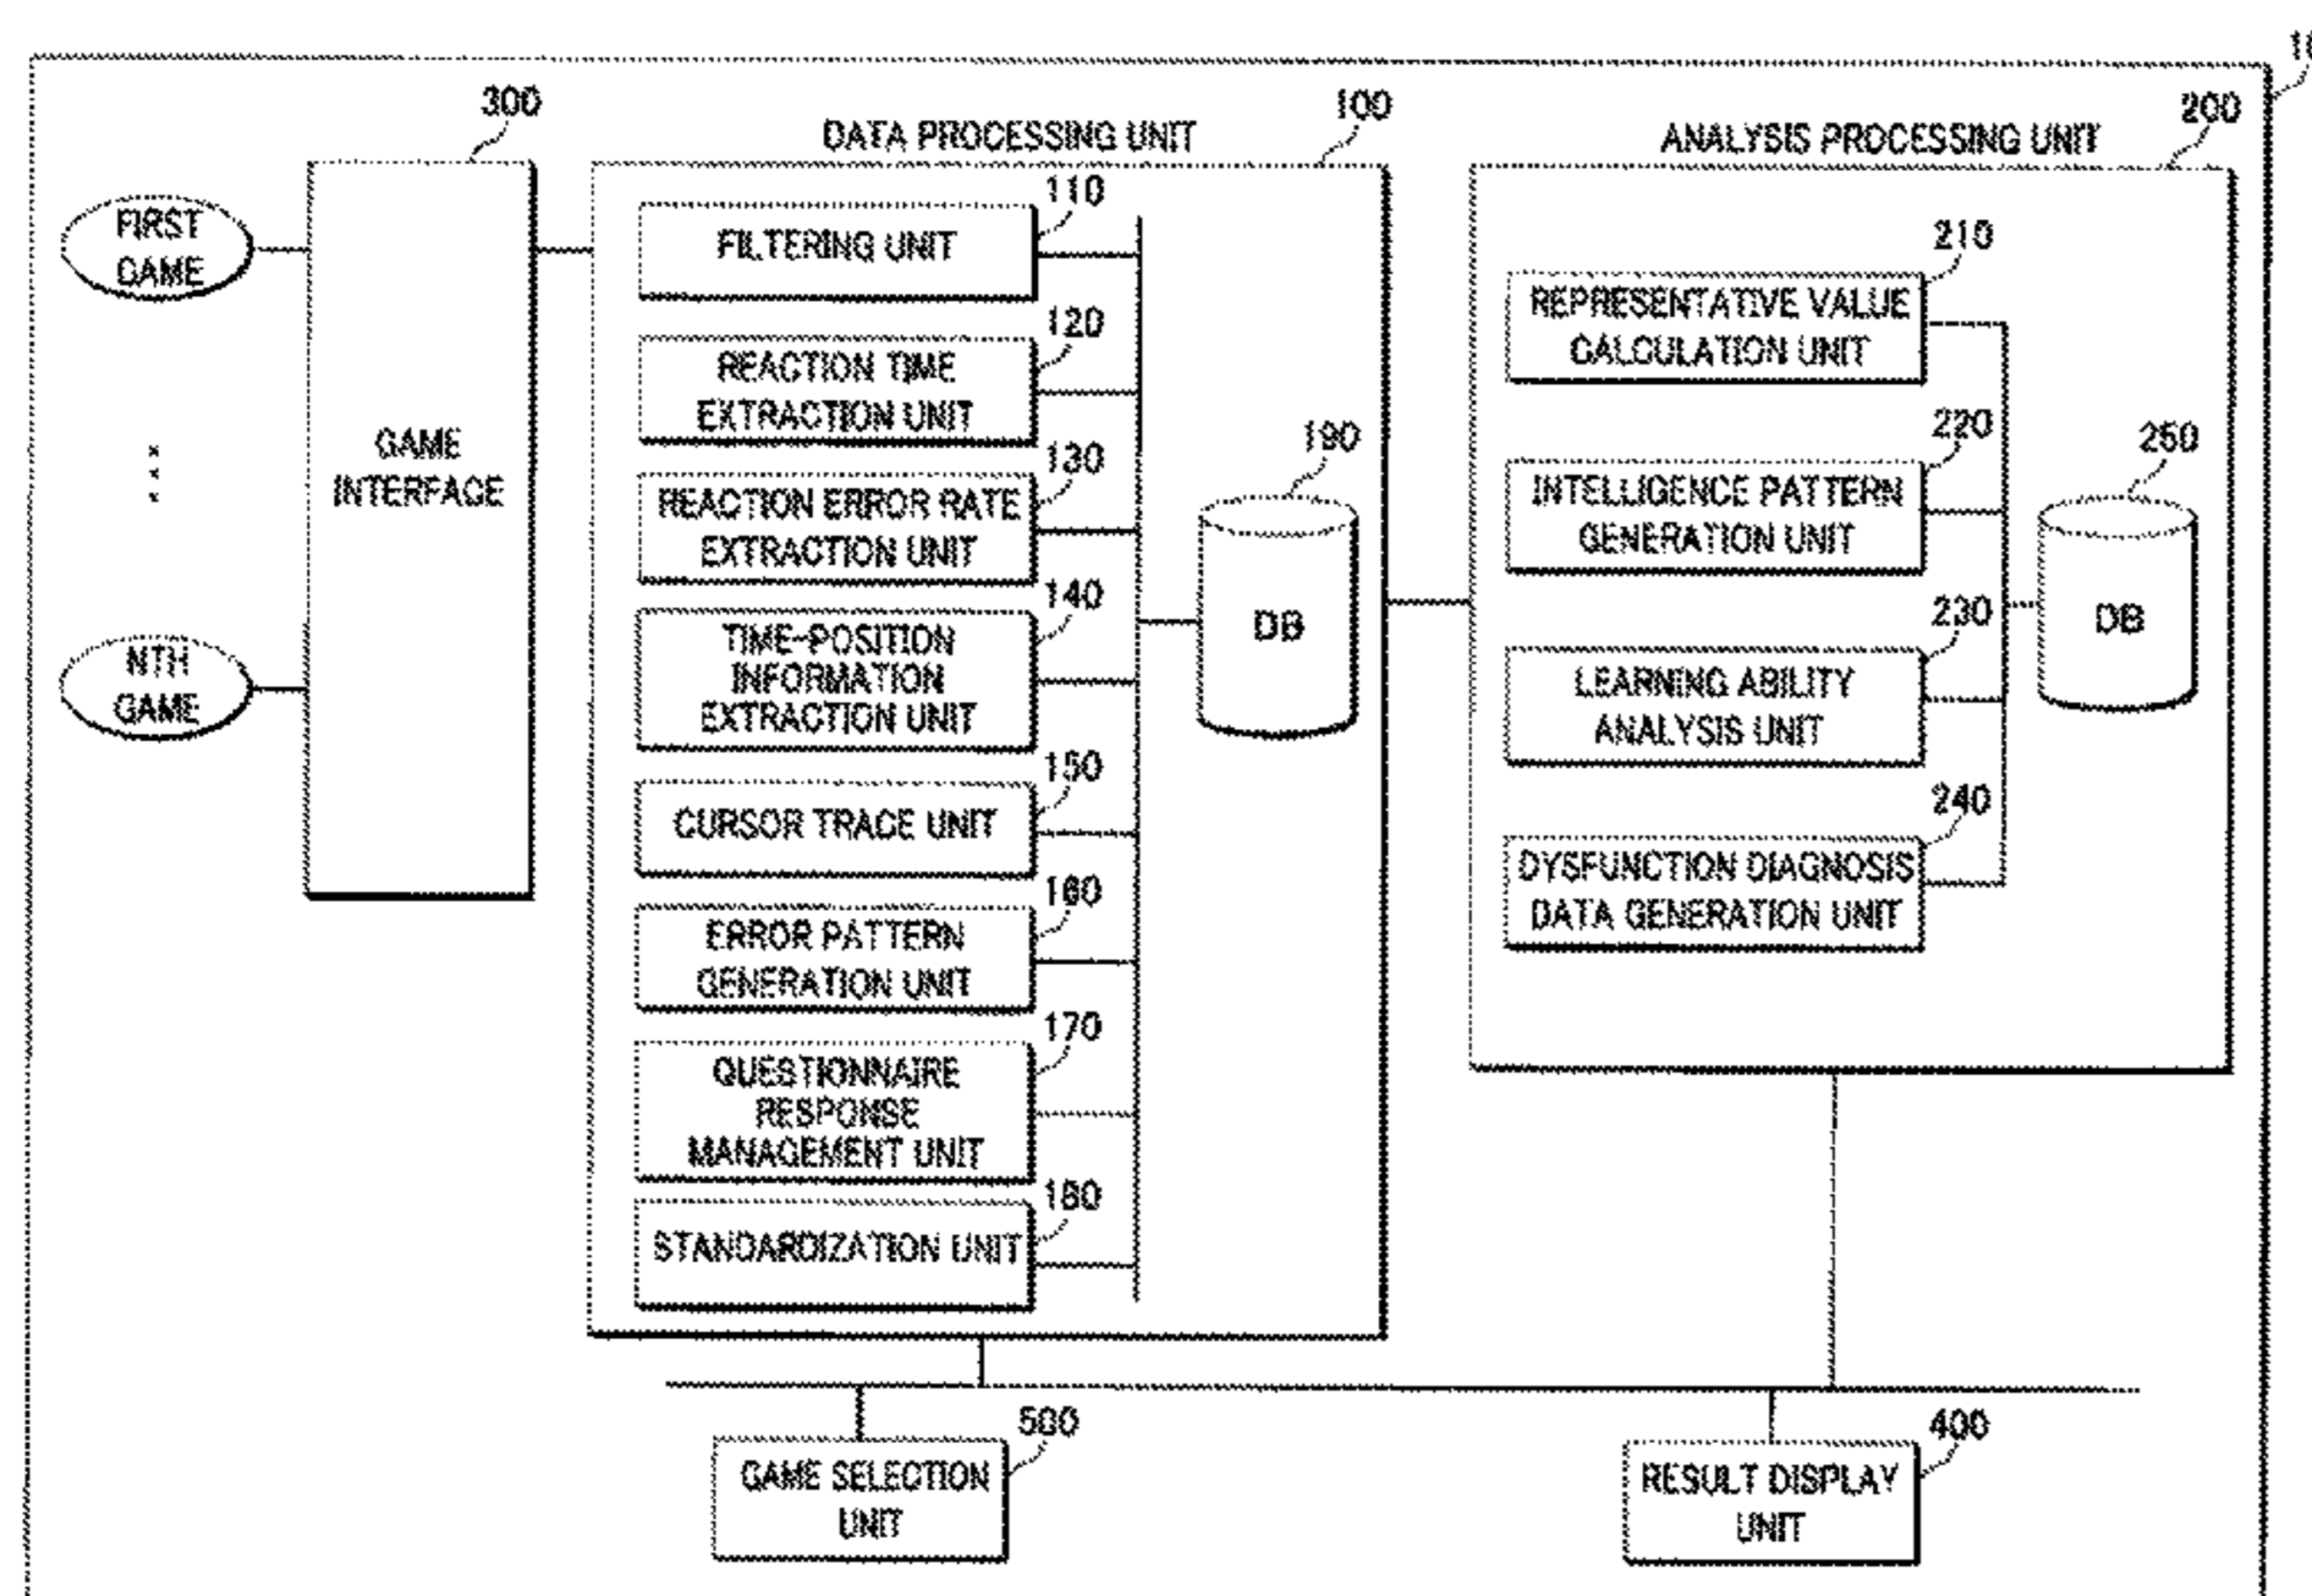 10
300
100
DATA PROCESSING UNIT
200
ANALYSIS PROCESSING UNIT
FIRST
GAME
NTH
GAME
GAME
INTERFACE
110
FILTERING UNIT
120
REACTION TIME
EXTRACTION UNIT
130
REACTION ERROR RATE
EXTRACTION UNIT
140
TIME-POSITION
INFORMATION
EXTRACTION UNIT
150
CURSOR TRACE UNIT
160
ERROR PATTERN
GENERATION UNIT
170
QUESTIONNAIRE
RESPONSE
MANAGEMENT UNIT
180
STANDARDIZATION UNIT
190
DB
210
REPRESENTATIVE VALUE
CALCULATION UNIT
220
INTELLIGENCE PATTERN
GENERATION UNIT
230
LEARNING ABILITY
ANALYSIS UNIT
240
DYSFUNCTION DIAGNOSIS
DATA GENERATION UNIT
250
DB
500
GAME SELECTION
UNIT
400
RESULT DISPLAY
UNIT